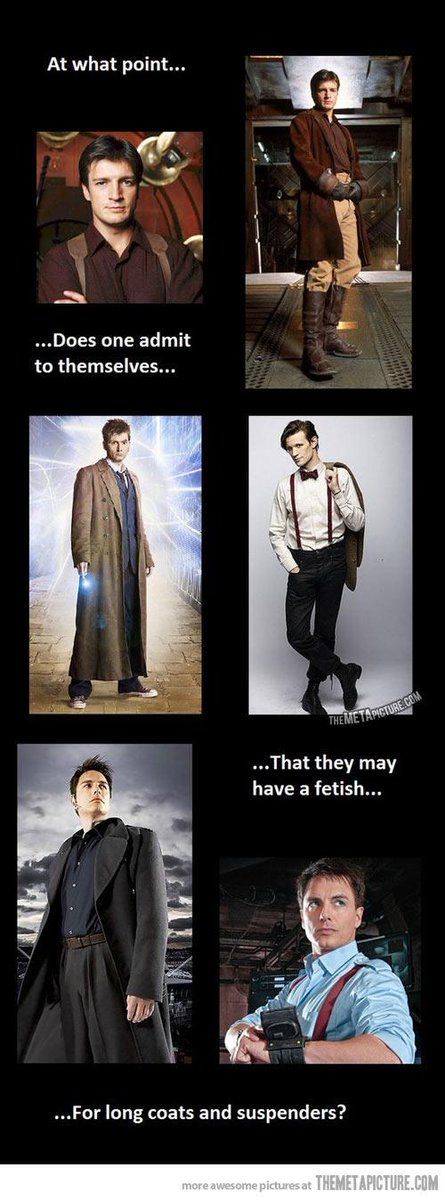 At what point...
...Does one admit
to themselves...
THEMETAPICTURE.COM
...That they may
have a fetish...
...For long coats and suspenders?
more awesome pictures at THEMETAPICTURE.COM